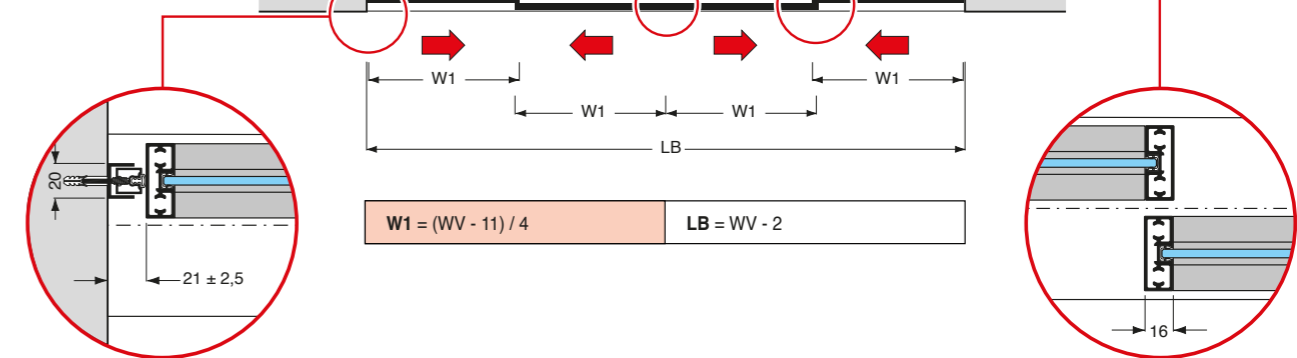 W1
W1
W1
W1
LB
W1 = (WV - 11) / 4
LB = WV - 2
20
21 ± 2,5
16